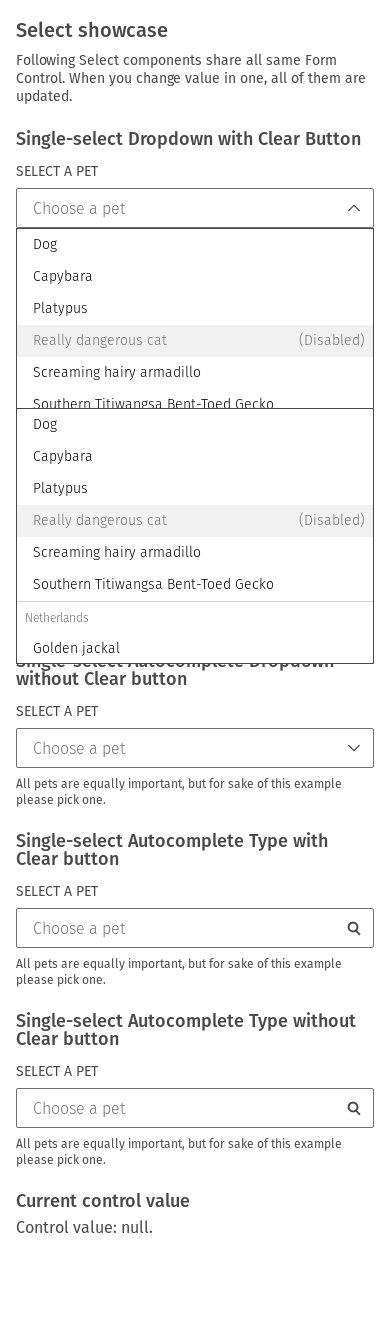 Select showcase
Following Select components share all same Form
Control. When you change value in one, all of them are
updated.
Single-select Dropdown with Clear Button
SELECT A PET
Choose a pet
Dog
Capybara
Platypus
Really dangerous cat (Disabled)
Screaming hairy armadillo
Southern Titiwangsa Bent-Toed Gecko
Dog
Capybara
Platypus
Really dangerous cat (Disabled)
Screaming hairy armadillo
Southern Titiwangsa Bent-Toed Gecko
Netherlands
Golden jackal
Single-select Autocomplete Dropdown
without Clear button
SELECT A PET
Choose a pet
All pets are equally important, but for sake of this example
please pick one.
Single-select Autocomplete Type with
Clear button
SELECT A PET
Choose a pet
All pets are equally important, but for sake of this example
please pick one.
Single-select Autocomplete Type without
Clear button
SELECT A PET
Choose a pet
All pets are equally important, but for sake of this example
please pick one.
Current control value
Control value: null.